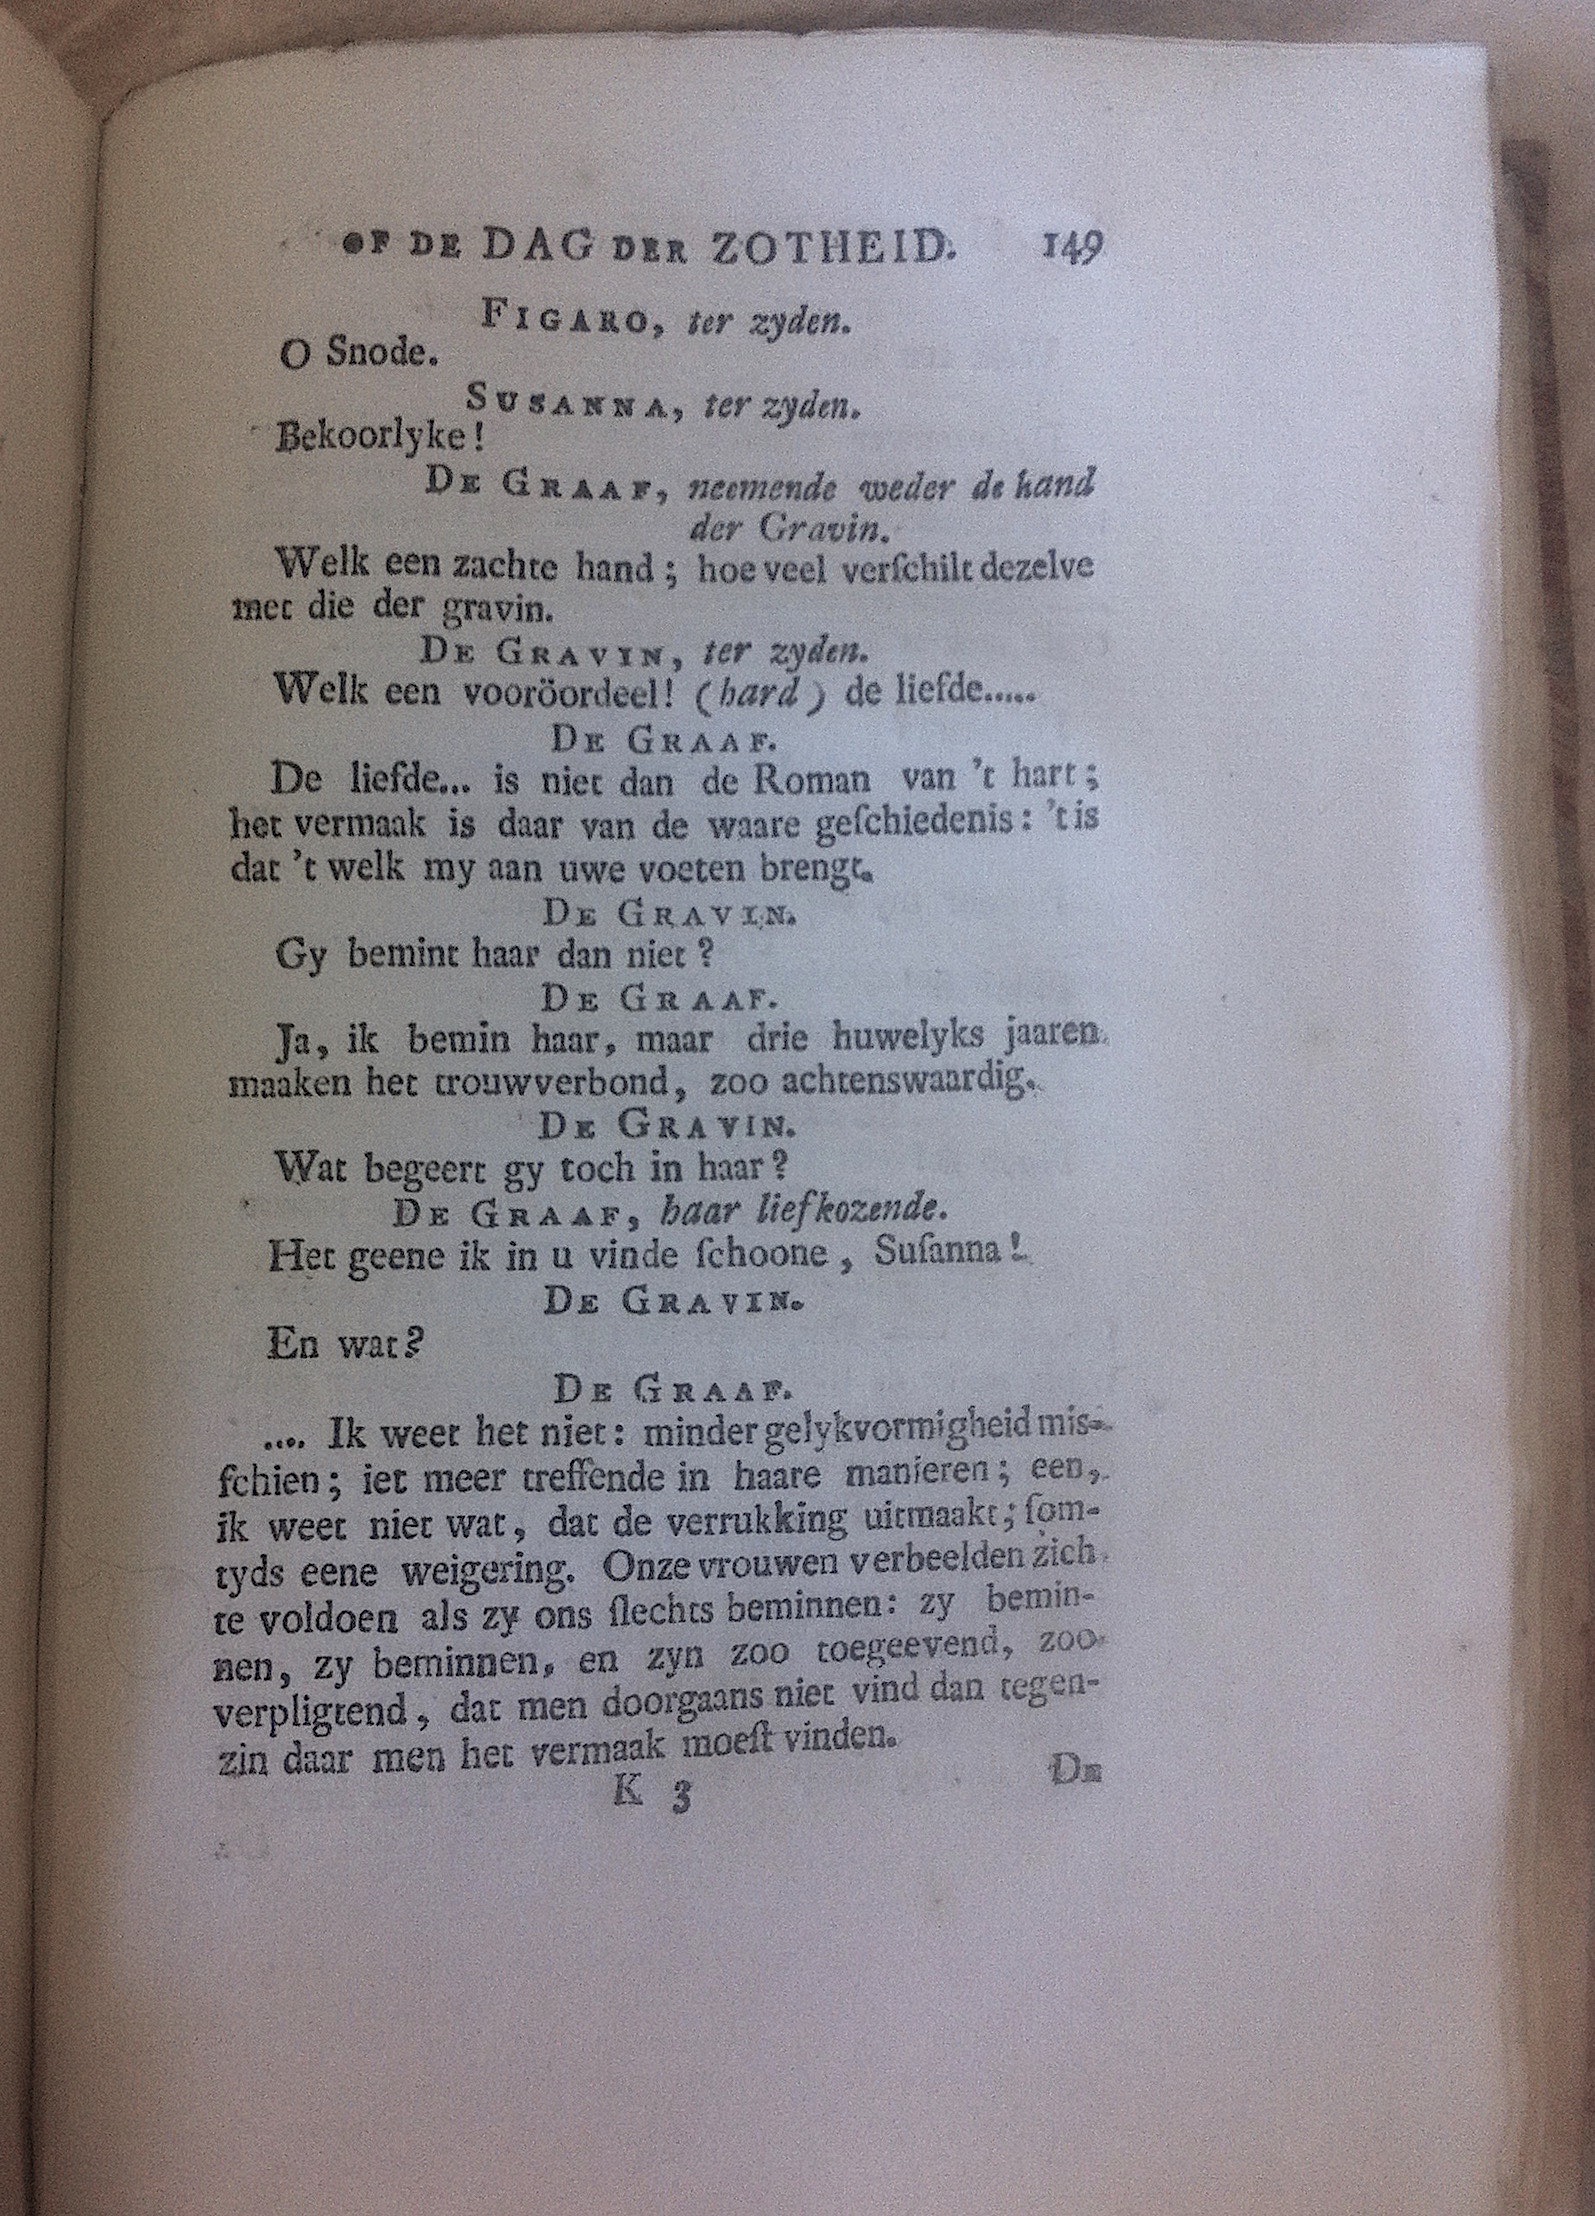 OF DE DAG DER ZOTHEID. 149
FIGARO, ter zyden.
O Snode.
SUSANNA, ter zyden.
Bekoorlyke!
DE GRAAF, neemende weder de hand
der Gravin.
Welk een zachte hand; hoe veel verſchilt dezelve
met die der gravin.
DE GRAVIN, ter zyden.
Welk een vooröordeel! (hard) de liefde.....
DE GRAAF.
De liefde... is niet dan de Roman van 't hart;
het vermaak is daar van de waare geſchiedenis: 't is
dat 't welk my aan uwe voeten brengt.
DE GRAVIN.
Gy bemint haar dan niet?
DE GRAAF.
Ja, ik bemin haar, maar drie huwelyks jaaren
maaken het trouwverbond, zoo achtenswaardig.
DE GRAVIN.
Wat begeert gy toch in haar?
DE GRAAF, haar liefkozende.
Het geene ik in u vinde ſchoone, Suſanna!
DE GRAVIN.
En wat?
DE GRAAF.
.... Ik weet het niet: minder gelykvormigheid mis-
ſchien; iet meer treffende in haare manieren; een,
ik weet niet wat, dat de verrukking uitmaakt; ſom-
tyds eene weigering. Onze vrouwen verbeelden zich
te voldoen als zy ons ſlechts beminnen: zy bemin-
nen, zy beminnen, en zyn zoo toegeevend, zoo
verpligtend, dat men doorgaans niet vind dan tegen-
zin daar men het vermaak moeſt vinden.
K 3 DE